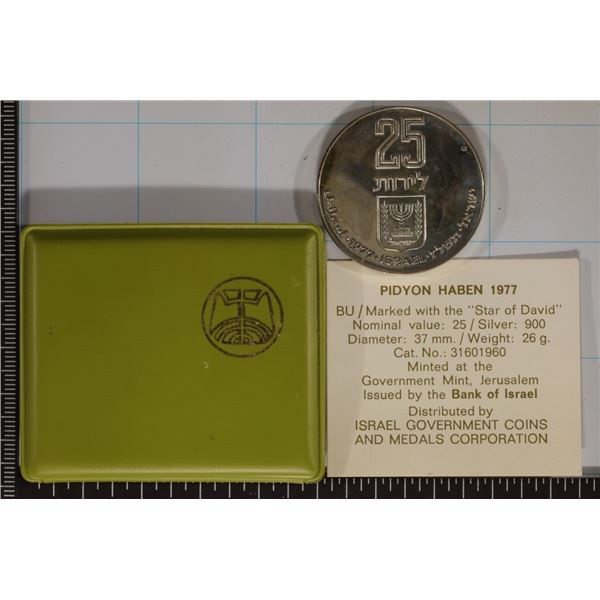 25
לירות
ישראל·תשל"ז·ISRAEL·1977·اسرائيل
PIDYON HABEN 1977
BU/Marked with the "Star of David"
Nominal value: 25/Silver: 900
Diameter: 37 mm./Weight: 26 g.
Cat. No.: 31601960
Minted at the
Government Mint, Jerusalem
Issued by the Bank of Israel
Distributed by
ISRAEL GOVERNMENT COINS
AND MEDALS CORPORATION